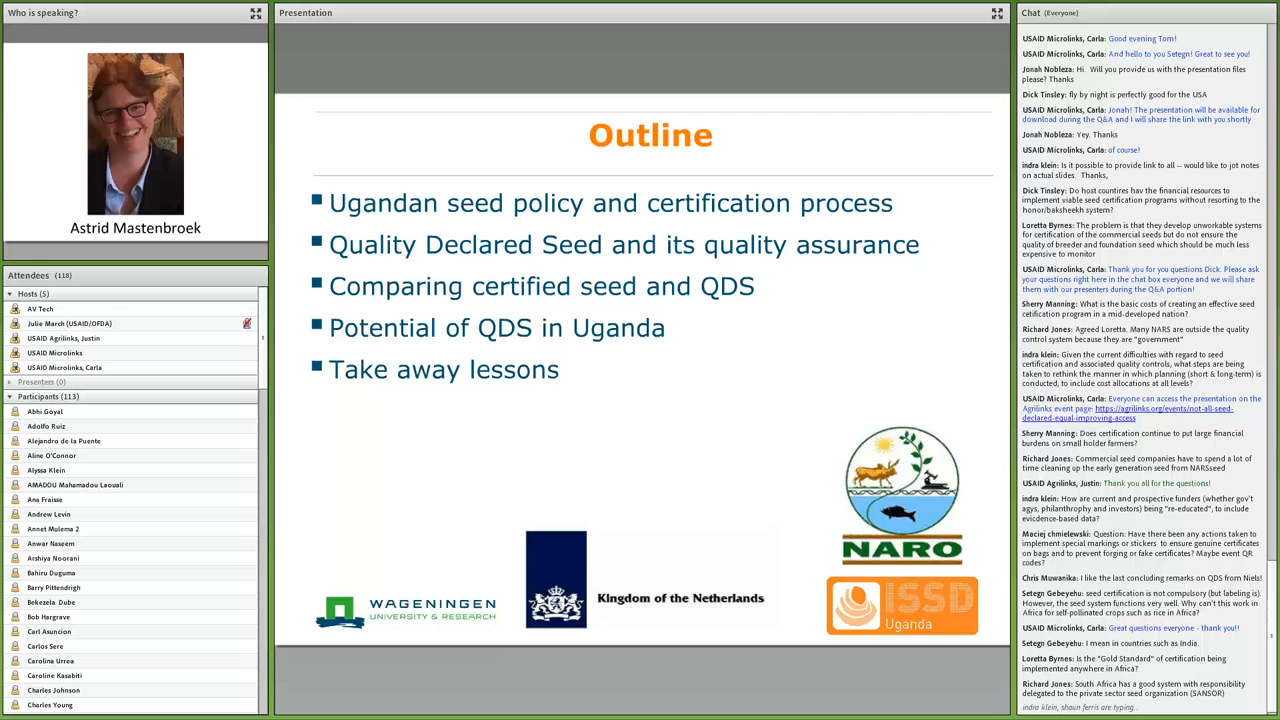 Who is speaking?
Astrid Mastenbroek
Attendees (118)
Hosts (5)
AV Tech
Julie March (USAID/OFDA)
USAID Agrilinks, Justin
USAID Microlinks
USAID Microlinks, Carla
Presenters (0)
Participants (113)
Abhi Goyal
Adolfo Ruiz
Alejandro de la Puente
Aline O'Connor
Alyssa Klein
AMADOU Mahamadou Laouali
Ana Fraisse
Andrew Levin
Annet Mulema 2
Anwar Naseem
Arshiya Noorani
Bahiru Duguma
Barry Pittendrigh
Bekezela Dube
Bob Hargrave
Carl Asuncion
Carlos Sere
Carolina Urrea
Caroline Kasabiti
Charles Johnson
Charles Young
Presentation
Outline
Ugandan seed policy and certification process
Quality Declared Seed and its quality assurance
Comparing certified seed and QDS
Potential of QDS in Uganda
Take away lessons
NARO
WAGENINGEN
UNIVERSITY & RESEARCH
Kingdom of the Netherlands
ISSD
Uganda
Chat (Everyone)
USAID Microlinks, Carla: Good evening Tom!
USAID Microlinks, Carla: And hello to you Setegn! Great to see you!
Jonah Nobleza: Hi. Will you provide us with the presentation files
please? Thanks
Dick Tinsley: fly by night is perfectly good for the USA
USAID Microlinks, Carla: Jonah! The presentation will be available for
download during the Q&A and I will share the link with you shortly
Jonah Nobleza: Yey. Thanks
USAID Microlinks, Carla: of course!
indra klein: Is it possible to provide link to all -- would like to jot notes
on actual slides. Thanks,
Dick Tinsley: Do host countires hav the financial resources to
implement viable seed certification programs without resorting to the
honor/baksheekh system?
Loretta Byrnes: The problem is that they develop unworkable systems
for certification of the commercial seeds but do not ensure the
quality of breeder and foundation seed which should be much less
expensive to monitor
USAID Microlinks, Carla: Thank you for you questions Dick. Please ask
your questions right here in the chat box everyone and we will share
them with our presenters during the Q&A portion!
Sherry Manning: What is the basic costs of creating an effective seed
cetification program in a mid-developed nation?
Richard Jones: Agreeed Loretta. Many NARS are outside the quality
control system because they are "government"
indra klein: Given the current difficulties with regard to seed
certification and associated quality controls, what steps are being
taken to rethink the manner in which planning (short & long-term) is
conducted, to include cost allocations at all levels?
USAID Microlinks, Carla: Everyone can access the presentation on the
Agrilinks event page: https://agrilinks.org/events/not-all-seed-
declared-equal-improving-access
Sherry Manning: Does certification continue to put large financial
burdens on small holder farmers?
Richard Jones: Commercial seed companies have to spend a lot of
time cleaning up the early generation seed from NARSseed
USAID Agrilinks, Justin: Thank you all for the questions!
indra klein: How are current and prospective funders (whether gov't
agys, philanthropy and investors) being "re-educated", to include
evicdence-based data?
Maciej chmielewski: Question: Have there been any actions taken to
implement special markings or stickers to ensure genuine certificates
on bags and to prevent forging or fake certificates? Maybe event QR
codes?
Chris Muwanika: I like the last concluding remarks on QDS from Niels!
Setegn Gebeyehu: seed certification is not compulsory (but labeling is).
However, the seed system functions very well. Why can't this work in
Africa for self-pollinated crops such as rice in Africa?
USAID Microlinks, Carla: Great questions everyone - thank you!!
Setegn Gebeyehu: I mean in countries such as India.
Loretta Byrnes: Is the "Gold Standard" of certification being
implemented anywhere in Africa?
Richard Jones: South Africa has a good system with responsibility
delegated to the private sector seed organization (SANSOR)
indra klein, shaun ferris are typing...